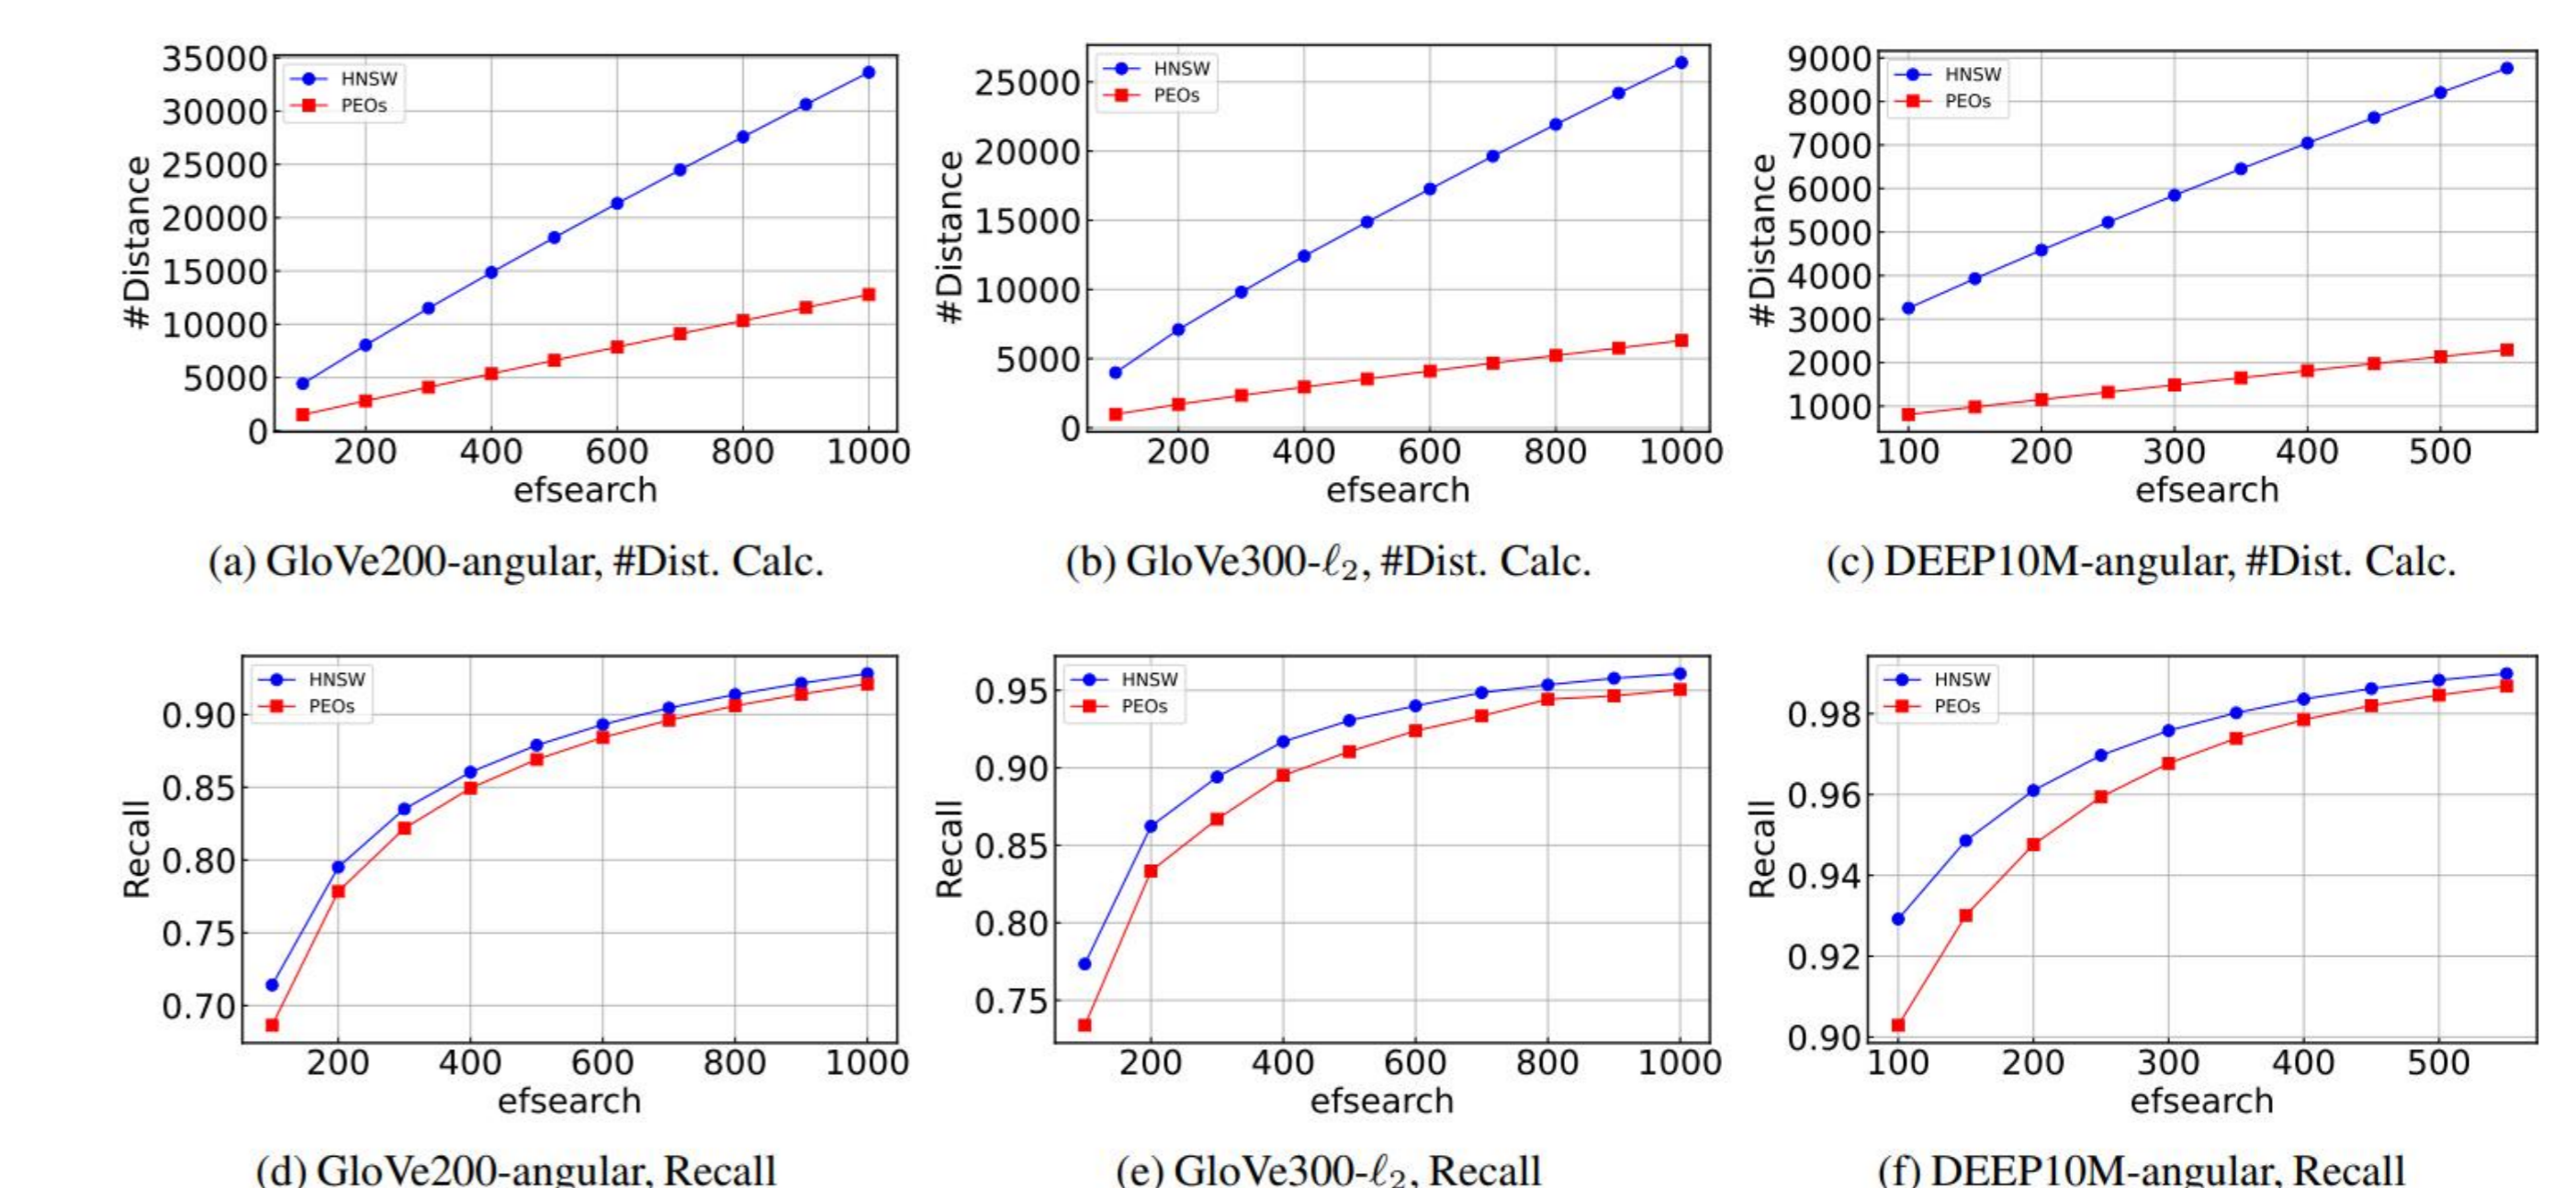 35000
30000
25000
20000
15000
10000
5000
0
#Distance
HNSW
PEOs
200 400 600 800 1000
efsearch
(a) GloVe200-angular, #Dist. Calc.
25000
20000
15000
10000
5000
0
#Distance
HNSW
PEOs
200 400 600 800 1000
efsearch
(b) GloVe300-ℓ₂, #Dist. Calc.
9000
8000
7000
6000
5000
4000
3000
2000
1000
#Distance
HNSW
PEOs
100 200 300 400 500
efsearch
(c) DEEP10M-angular, #Dist. Calc.
0.90
0.85
0.80
0.75
0.70
Recall
HNSW
PEOs
200 400 600 800 1000
efsearch
(d) GloVe200-angular, Recall
0.95
0.90
0.85
0.80
0.75
Recall
HNSW
PEOs
200 400 600 800 1000
efsearch
(e) GloVe300-ℓ₂, Recall
0.98
0.96
0.94
0.92
0.90
Recall
HNSW
PEOs
100 200 300 400 500
efsearch
(f) DEEP10M-angular, Recall